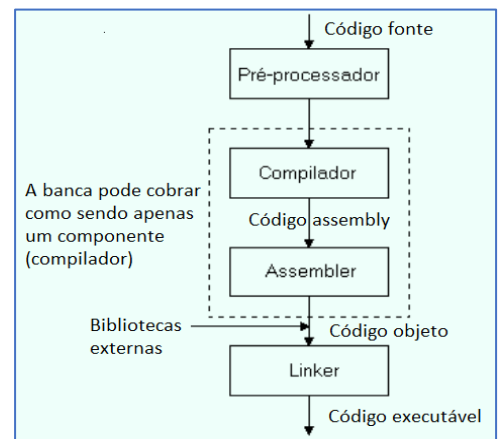 Código fonte
Pré-processador
Compilador
A banca pode cobrar
como sendo apenas
um componente
(compilador)
Código assembly
Assembler
Bibliotecas
externas
Código objeto
Linker
Código executável